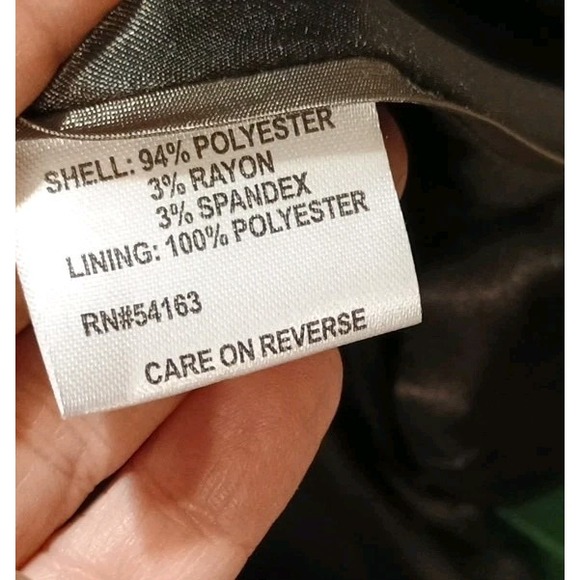 SHELL: 94% POLYESTER
3% RAYON
3% SPANDEX
LINING: 100% POLYESTER
RN#54163
CARE ON REVERSE